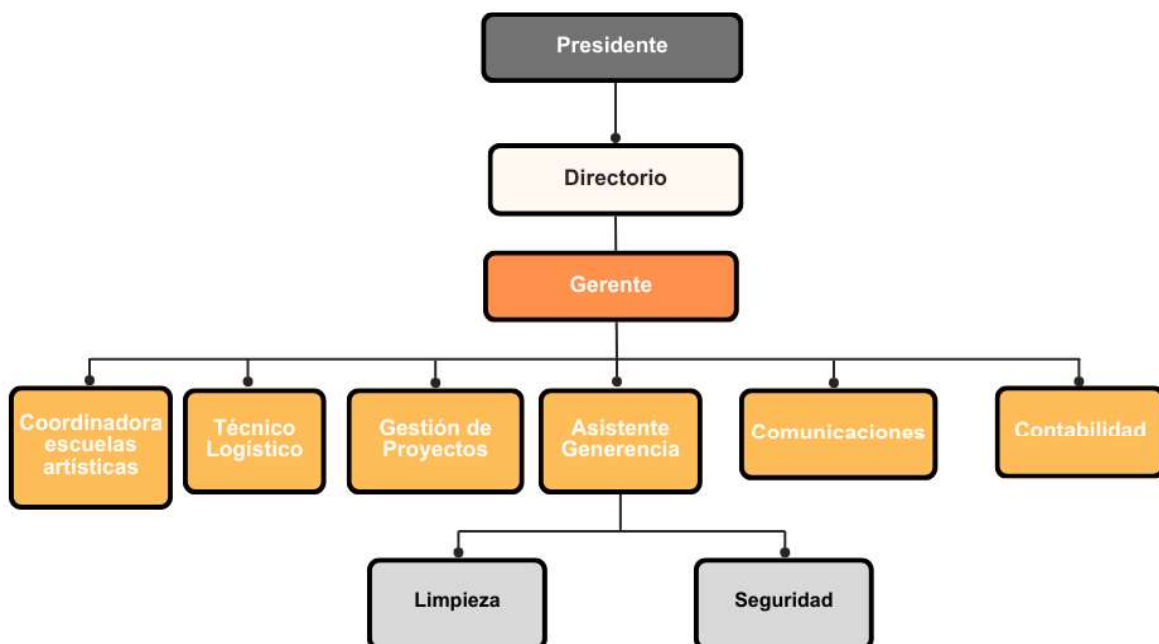 Presidente
Directorio
Gerente
Coordinadora
escuelas
artísticas
Técnico
Logístico
Gestión de
Proyectos
Asistente
Generencia
Comunicaciones
Contabilidad
Limpieza
Seguridad